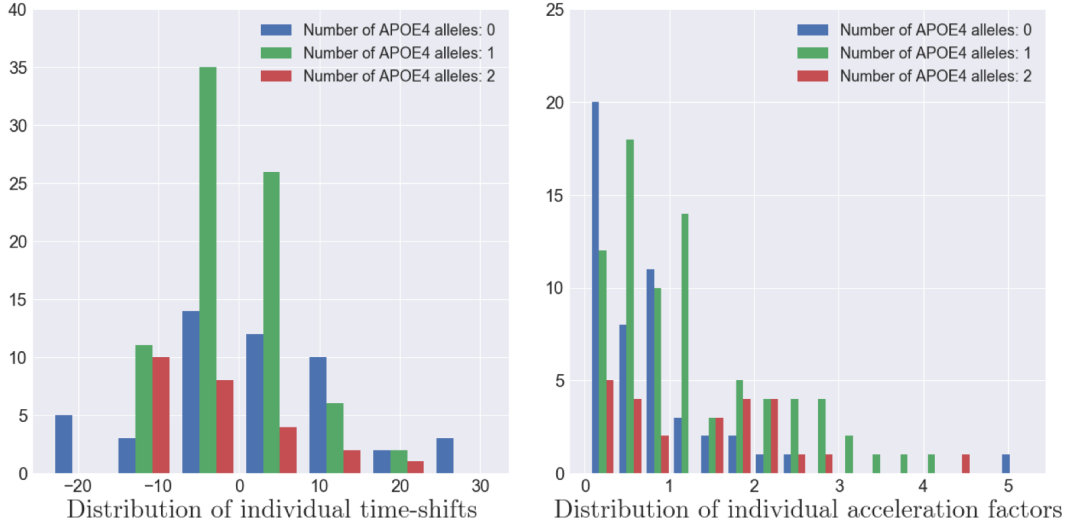 40
35
30
25
20
15
10
5
0
Number of APOE4 alleles: 0
Number of APOE4 alleles: 1
Number of APOE4 alleles: 2
−20 −10 0 10 20 30
Distribution of individual time-shifts
25
20
15
10
5
0
Number of APOE4 alleles: 0
Number of APOE4 alleles: 1
Number of APOE4 alleles: 2
0 1 2 3 4 5
Distribution of individual acceleration factors